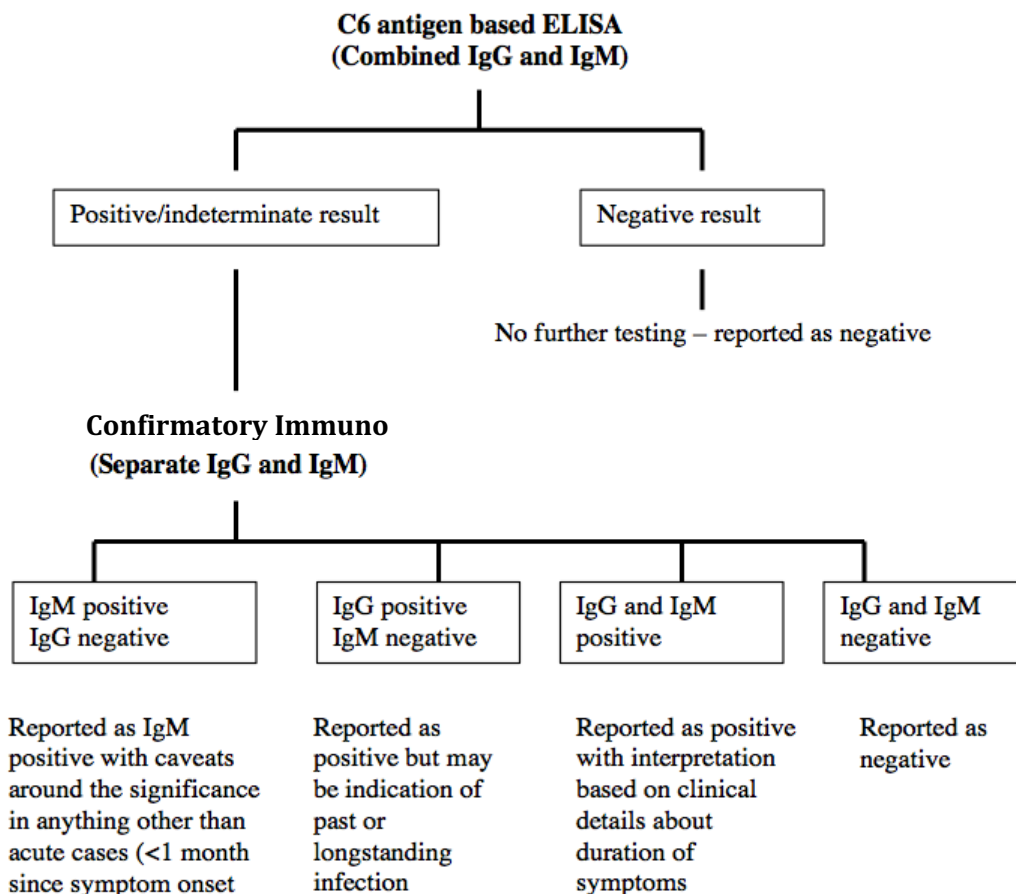 C6 antigen based ELISA
(Combined IgG and IgM)
Positive/indeterminate result
Negative result
No further testing – reported as negative
Confirmatory Immuno
(Separate IgG and IgM)
IgM positive
IgG negative
IgG positive
IgM negative
IgG and IgM
positive
IgG and IgM
negative
Reported as IgM
positive with caveats
around the significance
in anything other than
acute cases (<1 month
since symptom onset
Reported as
positive but may
be indication of
past or
longstanding
infection
Reported as positive
with interpretation
based on clinical
details about
duration of
symptoms
Reported as
negative